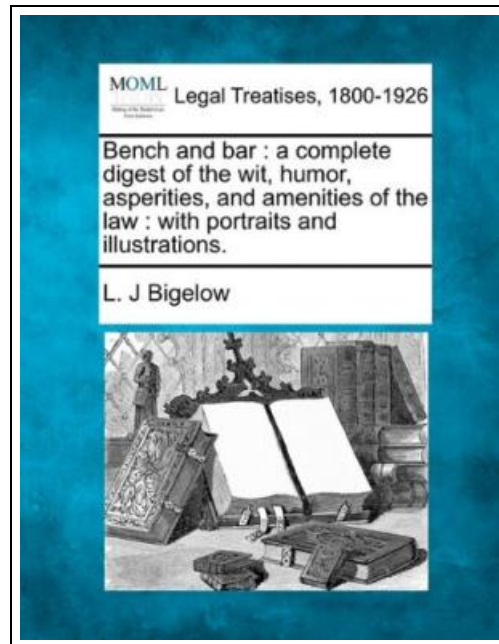 MOML
Legal Treatises, 1800-1926
Bench and bar : a complete
digest of the wit, humor,
asperities, and amenities of the
law : with portraits and
illustrations.
L. J Bigelow